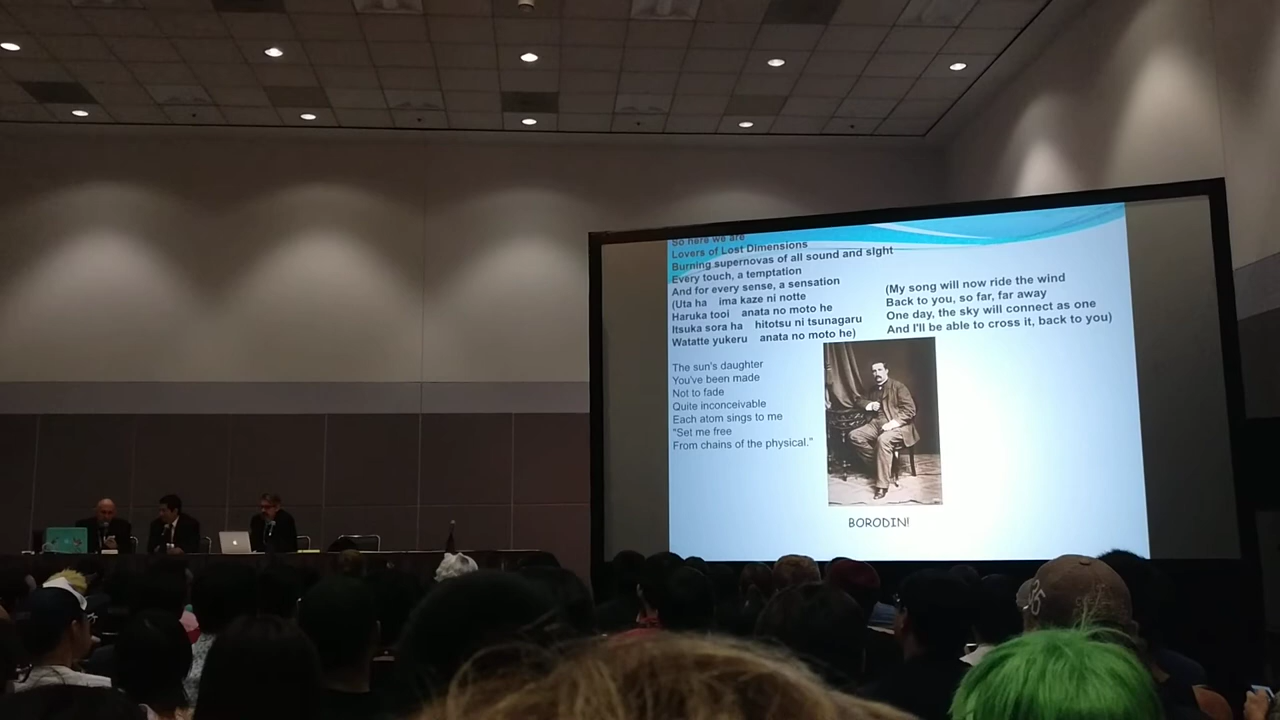 So here we are
Lovers of Lost Dimensions
Burning supernovas of all sound and sight
Every touch, a temptation
And for every sense, a sensation
(Uta ha ima kaze ni notte
Haruka tooi anata no moto he
Itsuka sora ha hitotsu ni tsunagaru
Watatte yukeru anata no moto he)
(My song will now ride the wind
Back to you, so far, far away
One day, the sky will connect as one
And I'll be able to cross it, back to you)
The sun's daughter
You've been made
Not to fade
Quite inconceivable
Each atom sings to me
"Set me free
From chains of the physical."
BORODIN!